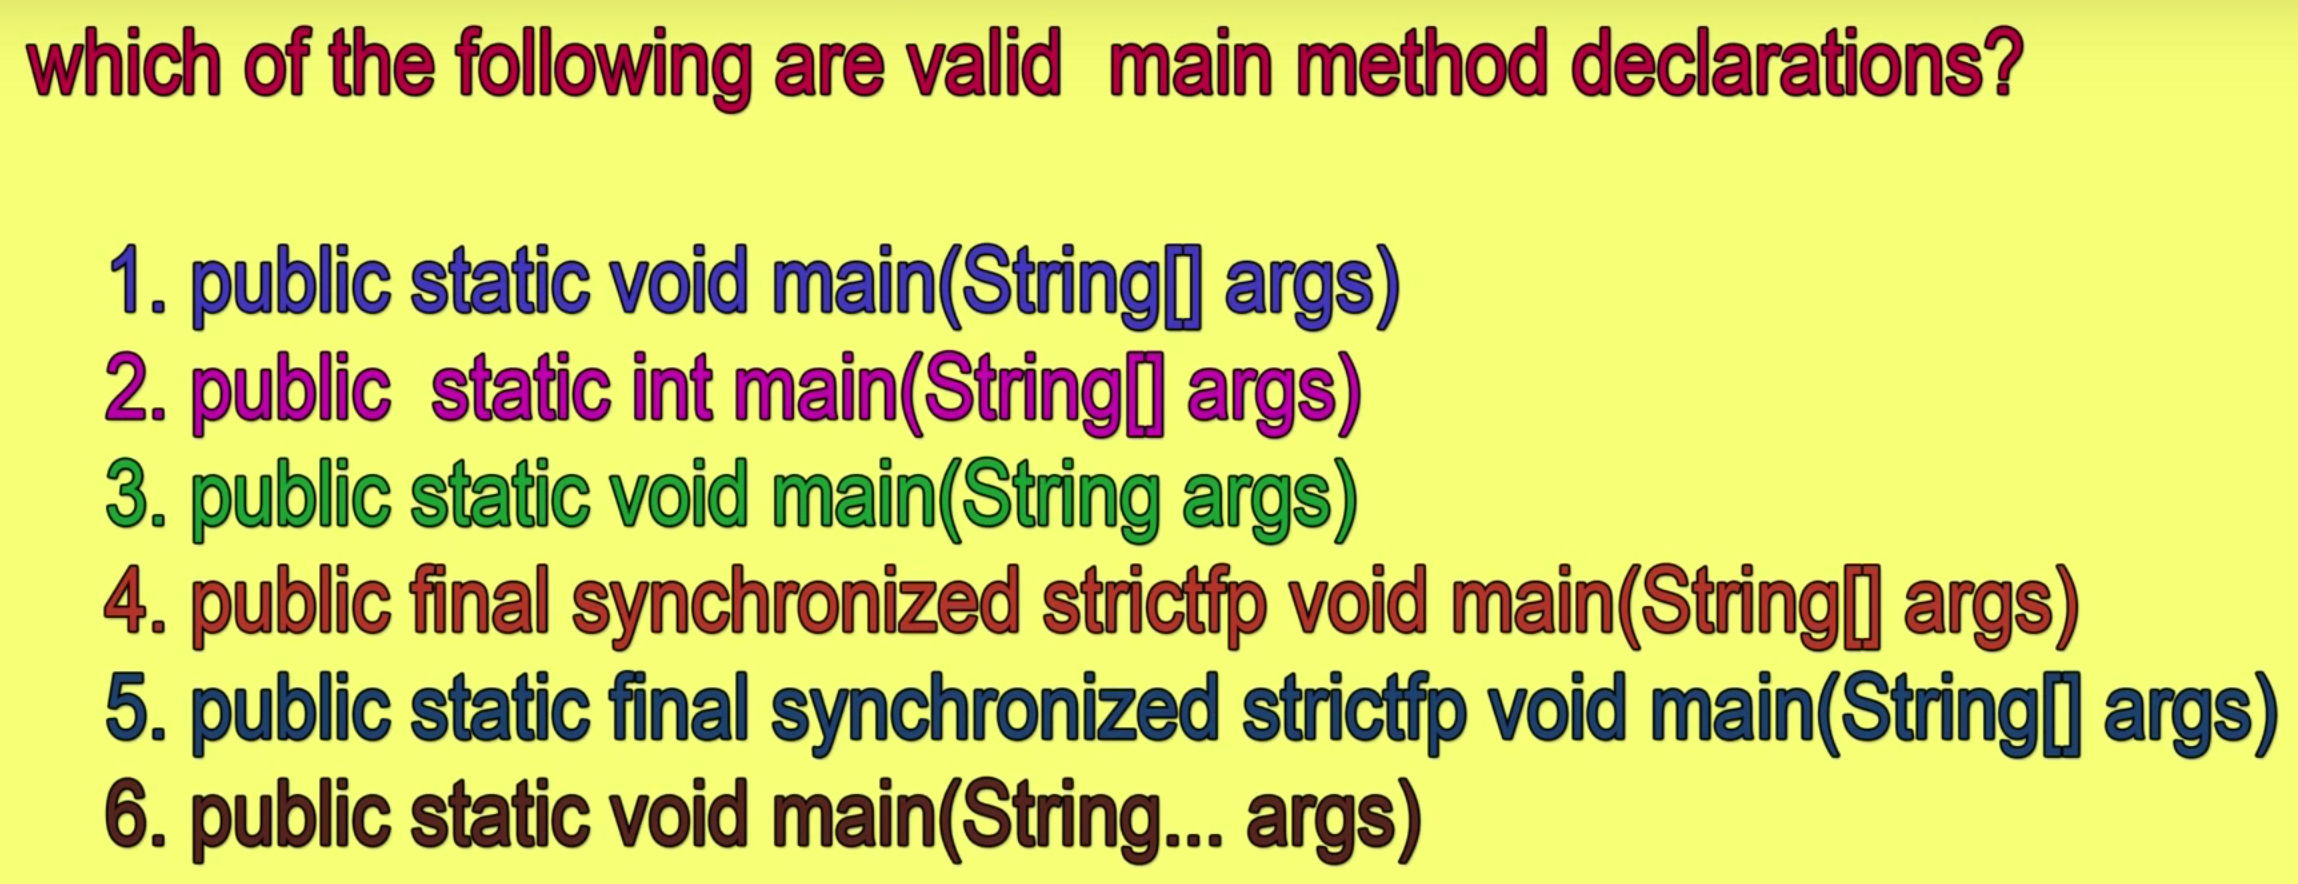 which of the following are valid  main method declarations?
1. public static void main(String[] args)
2. public  static int main(String[] args)
3. public static void main(String args)
4. public final synchronized strictfp void main(String[] args)
5. public static final synchronized strictfp void main(String[] args)
6. public static void main(String... args)